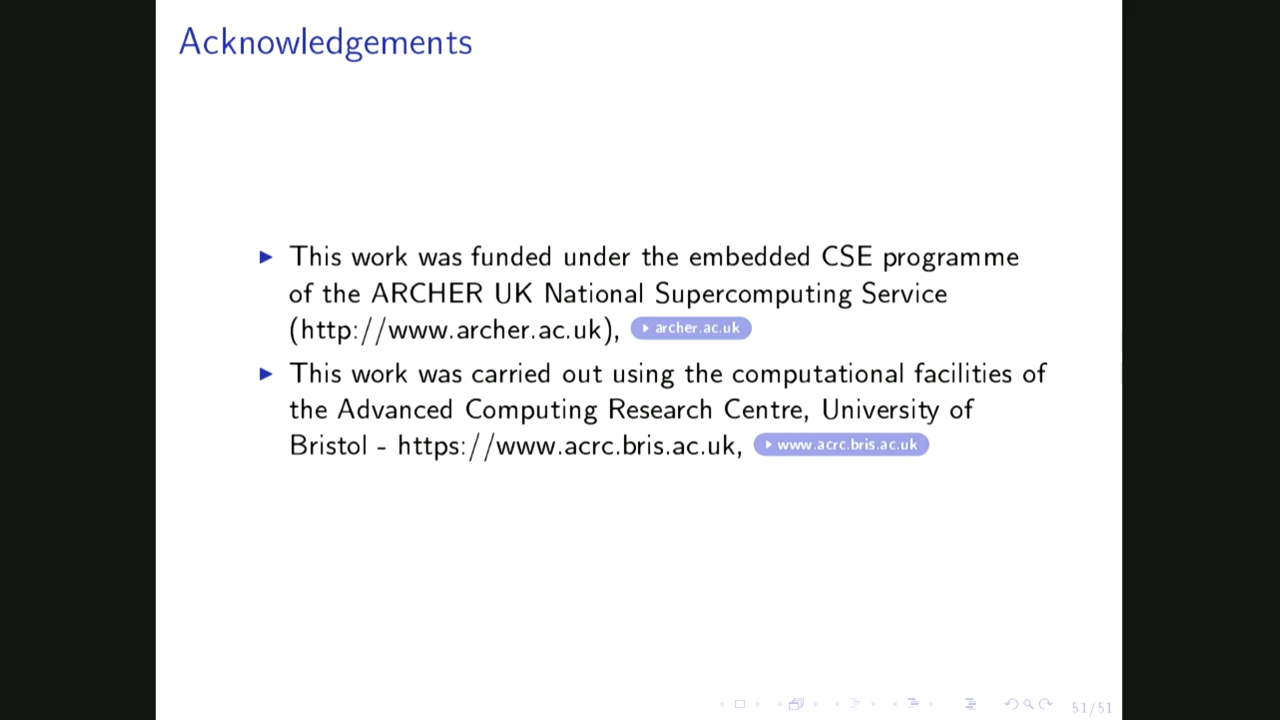 Acknowledgements
This work was funded under the embedded CSE programme
of the ARCHER UK National Supercomputing Service
(http://www.archer.ac.uk), archer.ac.uk
This work was carried out using the computational facilities of
the Advanced Computing Research Centre, University of
Bristol - https://www.acrc.bris.ac.uk, www.acrc.bris.ac.uk
51/51